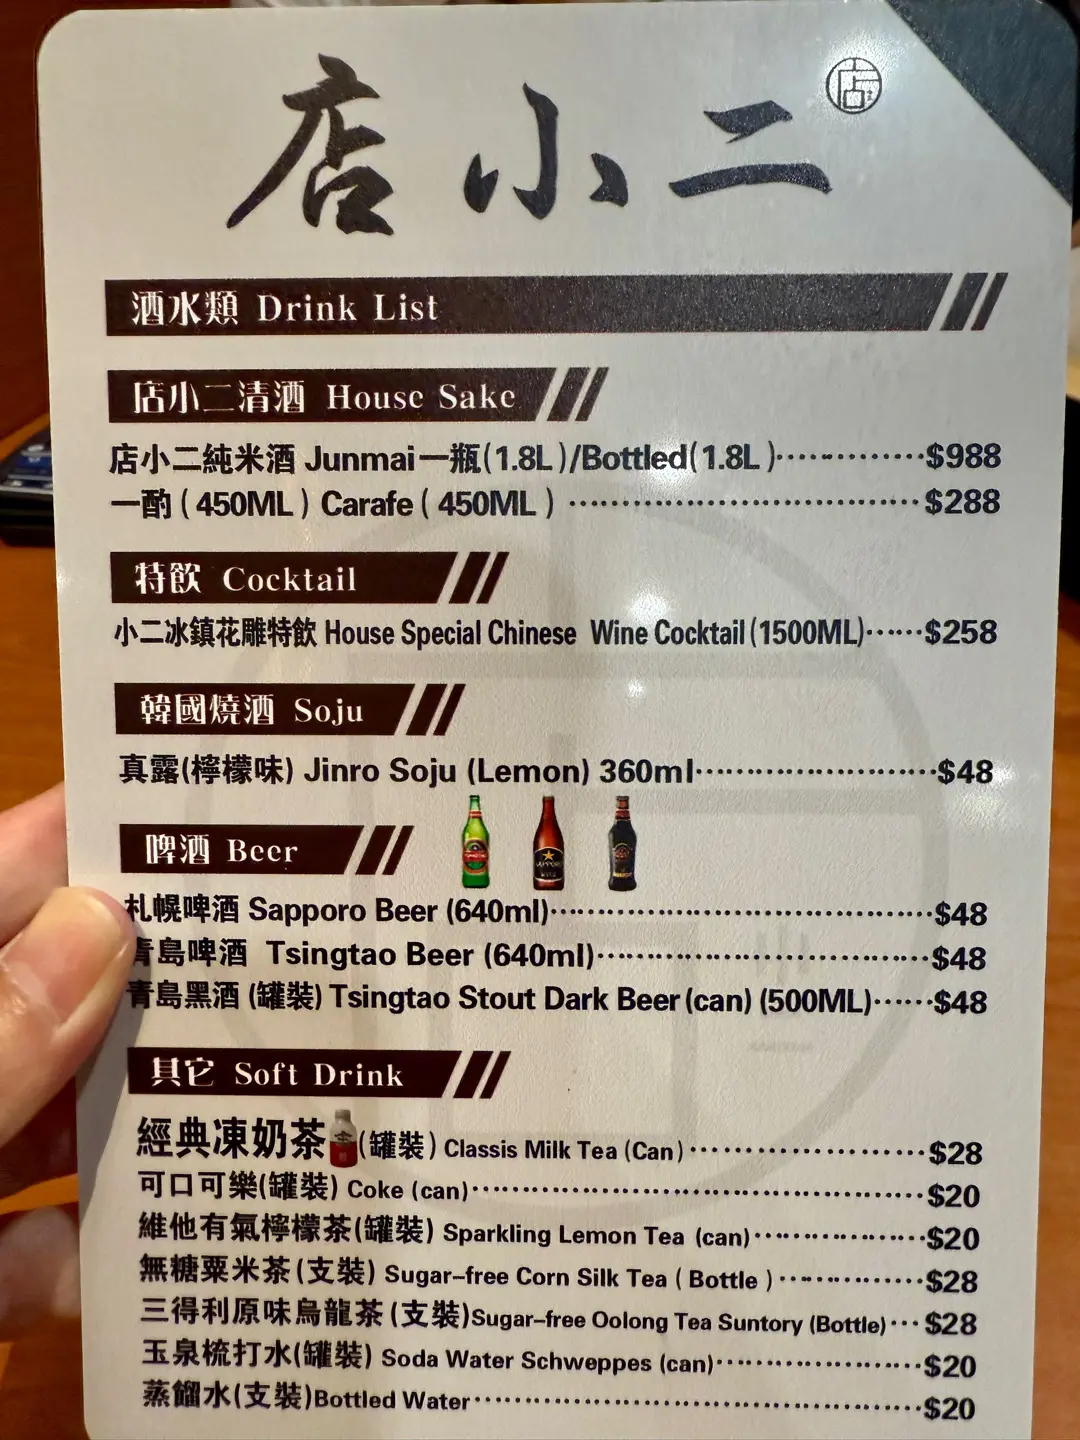 店小二
店
酒水類 Drink List
店小二清酒 House Sake
店小二純米酒 Junmai一瓶(1.8L)/Bottled(1.8L)··············$988
一酌(450ML) Carafe(450ML) ································$288
特飲 Cocktail
小二冰鎮花雕特飲 House Special Chinese Wine Cocktail(1500ML)······$258
韓國燒酒 Soju
真露(檸檬味) Jinro Soju (Lemon) 360ml·······················$48
啤酒 Beer
札幌啤酒 Sapporo Beer (640ml)····································$48
青島啤酒 Tsingtao Beer (640ml)································$48
青島黑酒 (罐裝) Tsingtao Stout Dark Beer(can) (500ML)······$48
其它 Soft Drink
經典凍奶茶(罐裝) Classis Milk Tea (Can)······················$28
可口可樂(罐裝) Coke (can)···········································$20
維他有氣檸檬茶(罐裝) Sparkling Lemon Tea (can)················$20
無糖粟米茶(支裝) Sugar-free Corn Silk Tea ( Bottle )··············$28
三得利原味烏龍茶(支裝)Sugar-free Oolong Tea Suntory (Bottle)···$28
玉泉梳打水(罐裝) Soda Water Schweppes (can)····················$20
蒸餾水(支裝)Bottled Water···········································$20